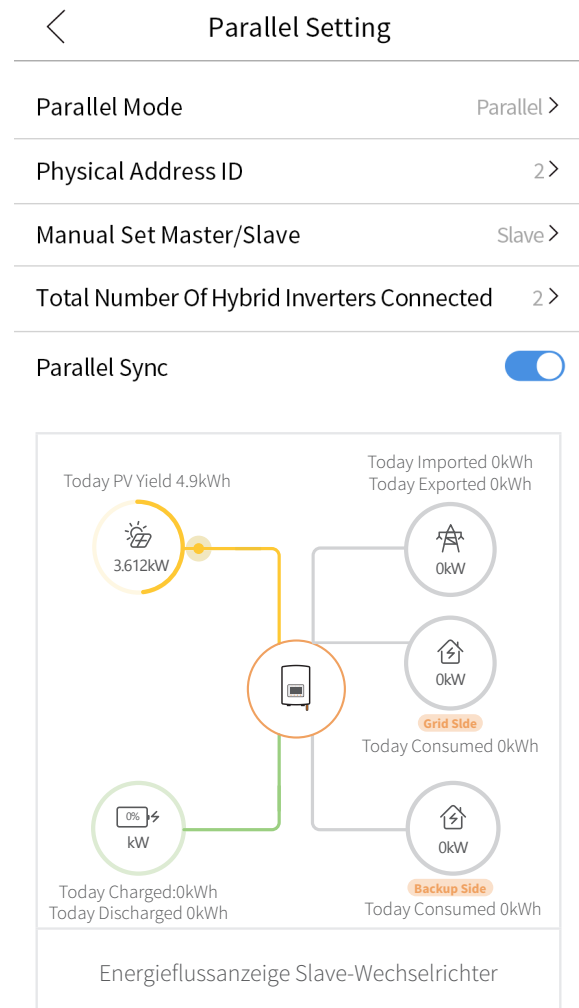 Parallel Setting
Parallel Mode Parallel
Physical Address ID 2
Manual Set Master/Slave Slave
Total Number Of Hybrid Inverters Connected 2
Parallel Sync
Today PV Yield 4.9kWh
3.612kW
Today Imported 0kWh
Today Exported 0kWh
0kW
0kW
Grid SIde
Today Consumed 0kWh
0%
kW
Today Charged:0kWh
Today Discharged 0kWh
0kW
Backup Side
Today Consumed 0kWh
Energieflussanzeige Slave-Wechselrichter